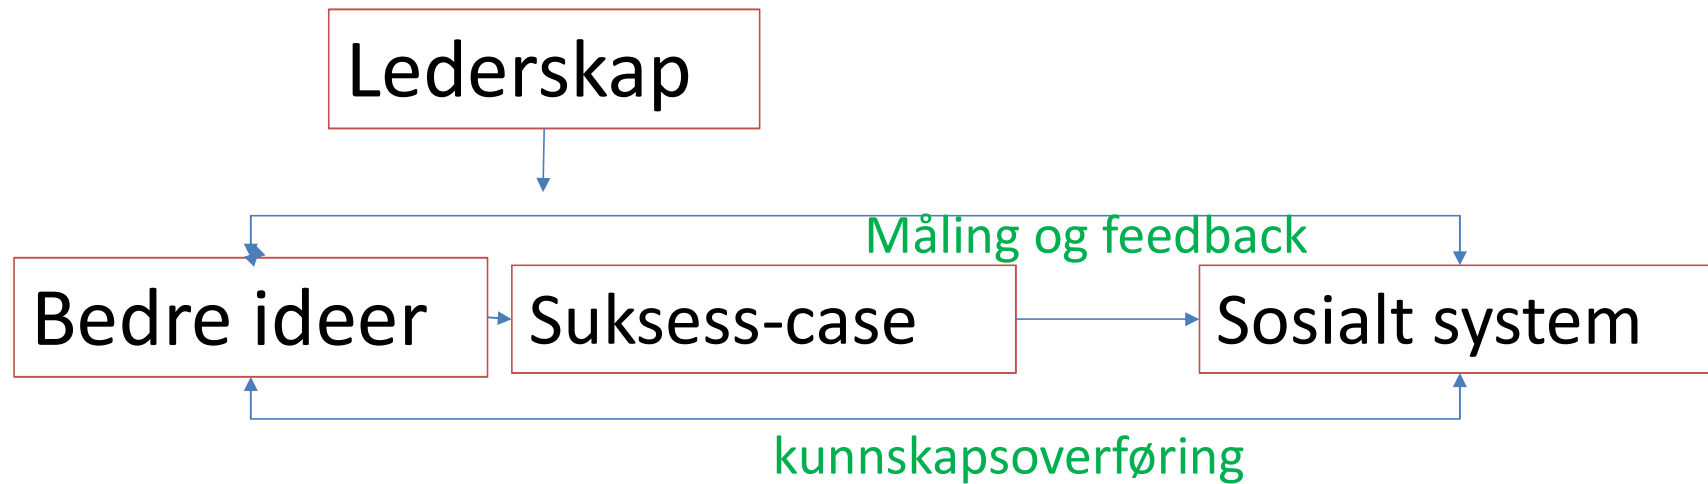 Lederskap
Måling og feedback
Bedre ideer
Suksess-case
Sosialt system
kunnskapsoverføring